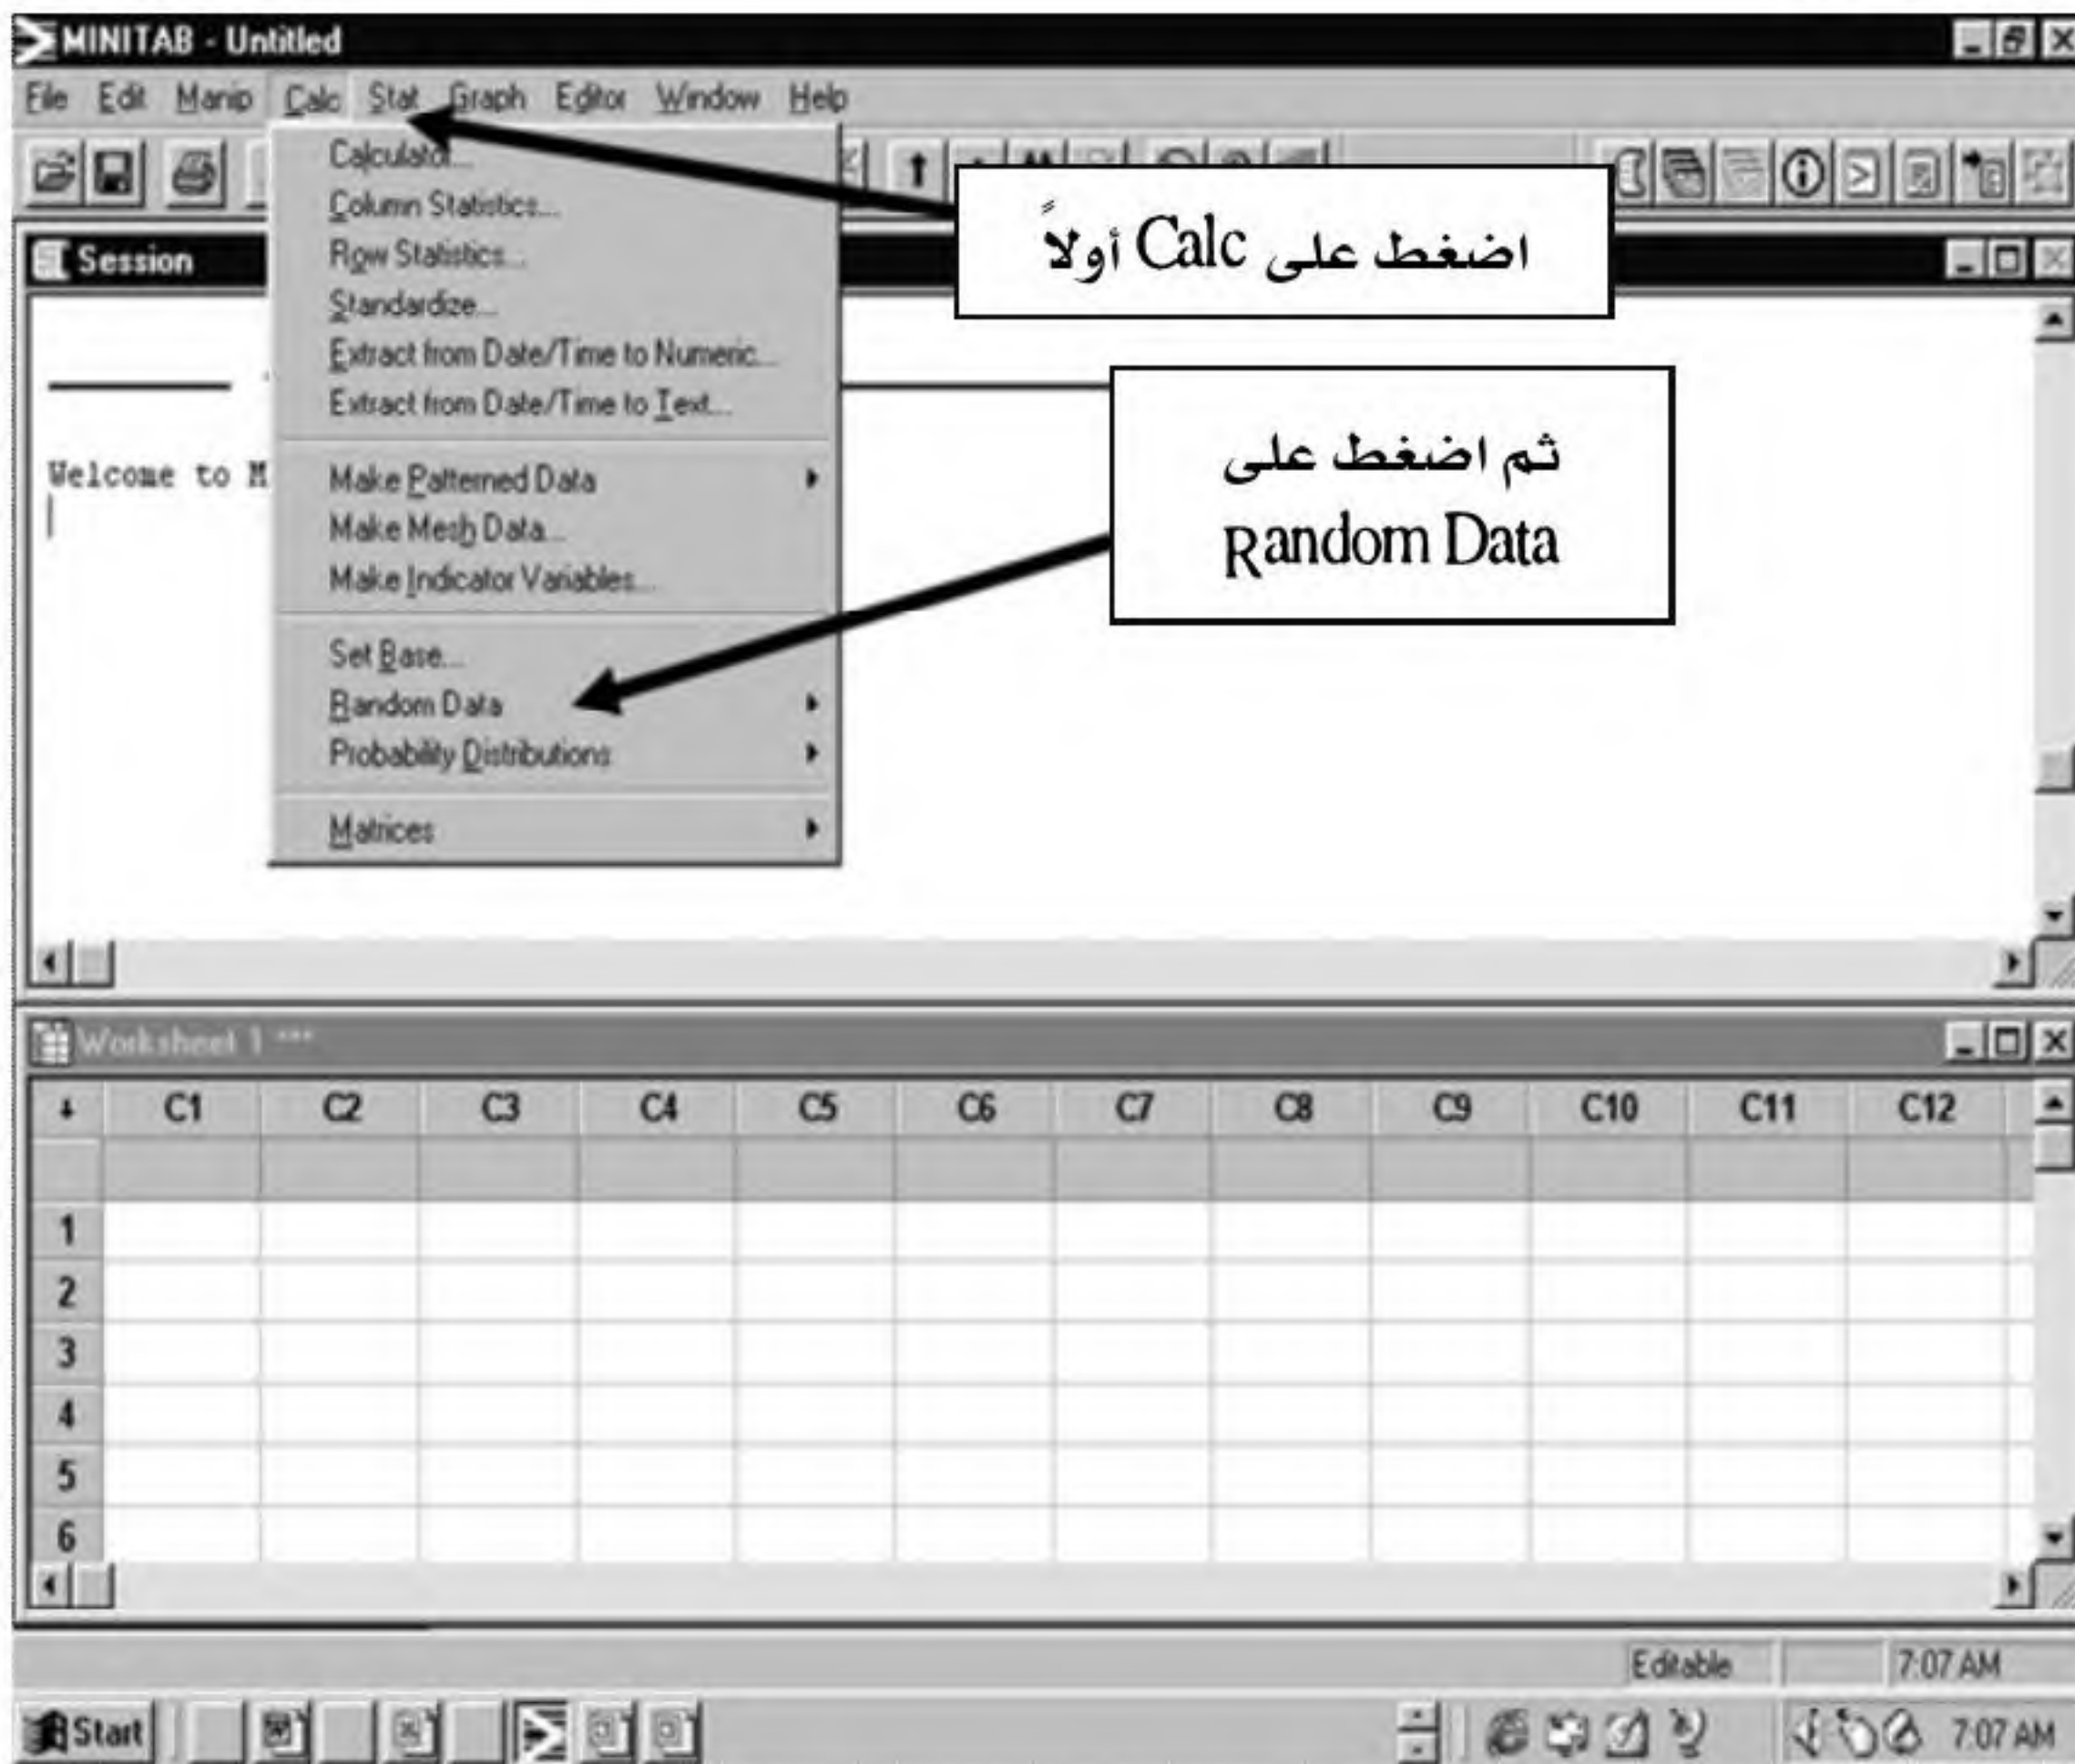 MINITAB - Untitled
File Edit Manip Calc Stat Graph Editor Window Help
Calculator...
Column Statistics...
Row Statistics...
Standardize...
Extract from Date/Time to Numeric...
Extract from Date/Time to Text...
Make Patterned Data
Make Mesh Data...
Make Indicator Variables...
Set Base...
Random Data
Probability Distributions
Matrices
اضغط على Calc أولاً
ثم اضغط على
Random Data
Session
Welcome to M
Worksheet 1 ***
C1 C2 C3 C4 C5 C6 C7 C8 C9 C10 C11 C12
1
2
3
4
5
6
Editable 7:07 AM
Start 7:07 AM